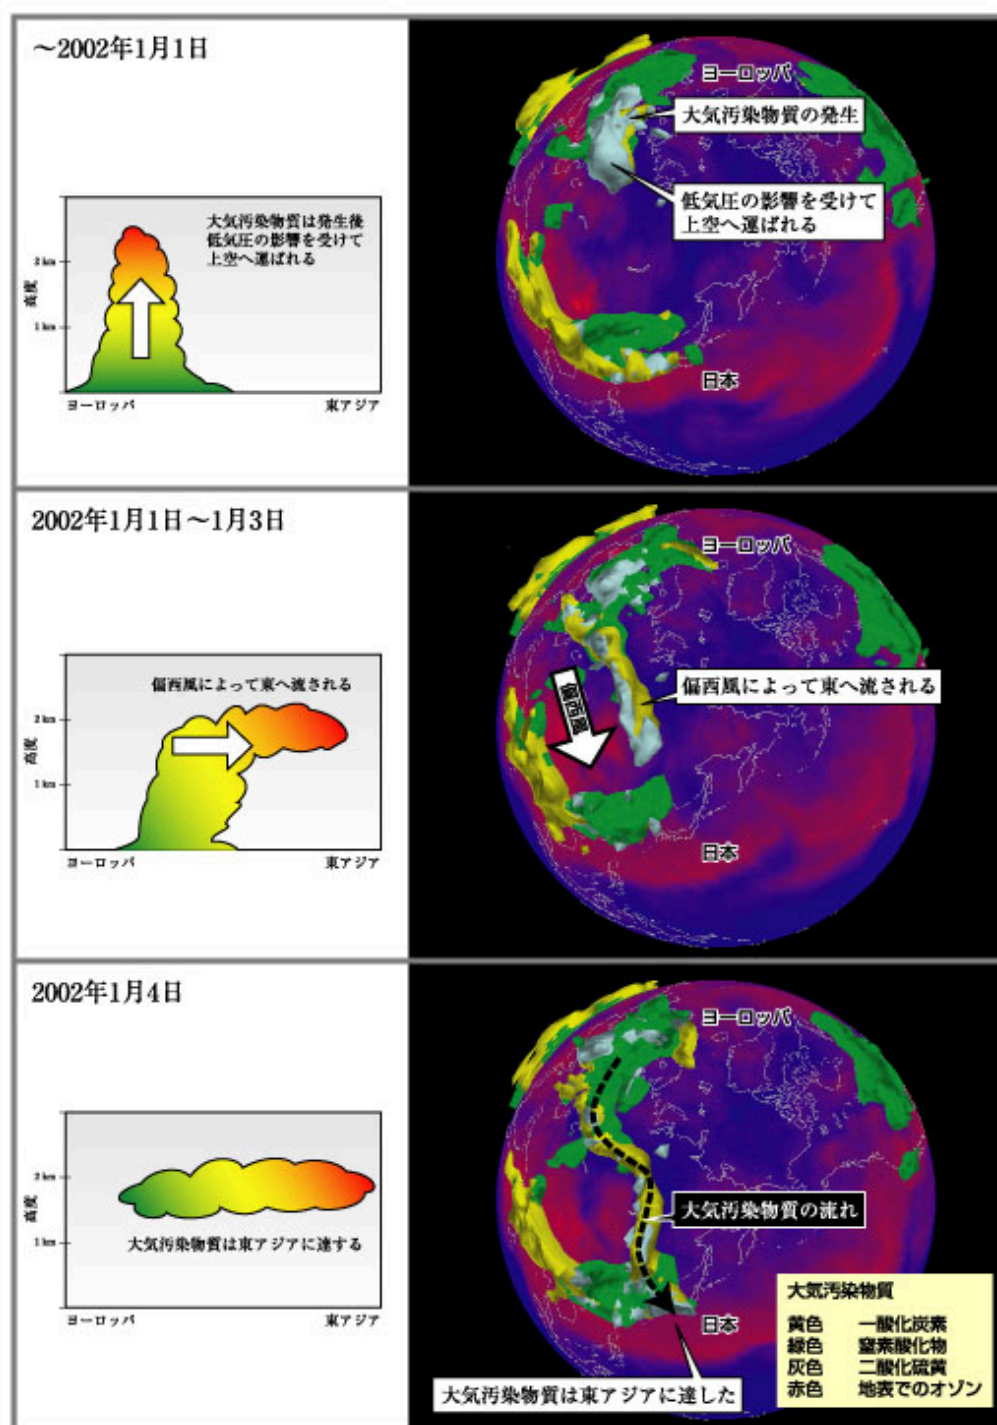 ～2002年1月1日
大気汚染物質は発生後
低気圧の影響を受けて
上空へ運ばれる
高度
2 km
1 km
ヨーロッパ
東アジア
ヨーロッパ
大気汚染物質の発生
低気圧の影響を受けて
上空へ運ばれる
日本
2002年1月1日～1月3日
偏西風によって東へ流される
高度
2 km
1 km
ヨーロッパ
東アジア
ヨーロッパ
偏西風によって東へ流される
偏西風
日本
2002年1月4日
高度
2 km
1 km
大気汚染物質は東アジアに達する
ヨーロッパ
東アジア
ヨーロッパ
大気汚染物質の流れ
日本
大気汚染物質は東アジアに達した
大気汚染物質
黄色 一酸化炭素
緑色 窒素酸化物
灰色 二酸化硫黄
赤色 地表でのオゾン